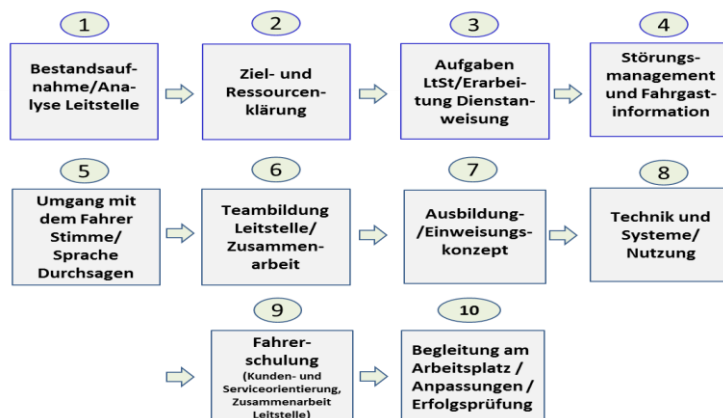 1
Bestandsauf-
nahme/Ana-
lyse Leitstelle
2
Ziel- und
Ressourcen-
klärung
3
Aufgaben
LtSt/Erarbei-
tung Dienstan-
weisung
4
Störungs-
management
und Fahrgast-
information
5
Umgang mit
dem Fahrer
Stimme/
Sprache
Durchsagen
6
Teambildung
Leitstelle/
Zusammen-
arbeit
7
Ausbildung-
/Einweisungs-
konzept
8
Technik und
Systeme/
Nutzung
9
Fahrer-
schulung
(Kunden- und
Serviceorientierung,
Zusammenarbeit
Leitstelle)
10
Begleitung am
Arbeitsplatz /
Anpassungen /
Erfolgsprüfung